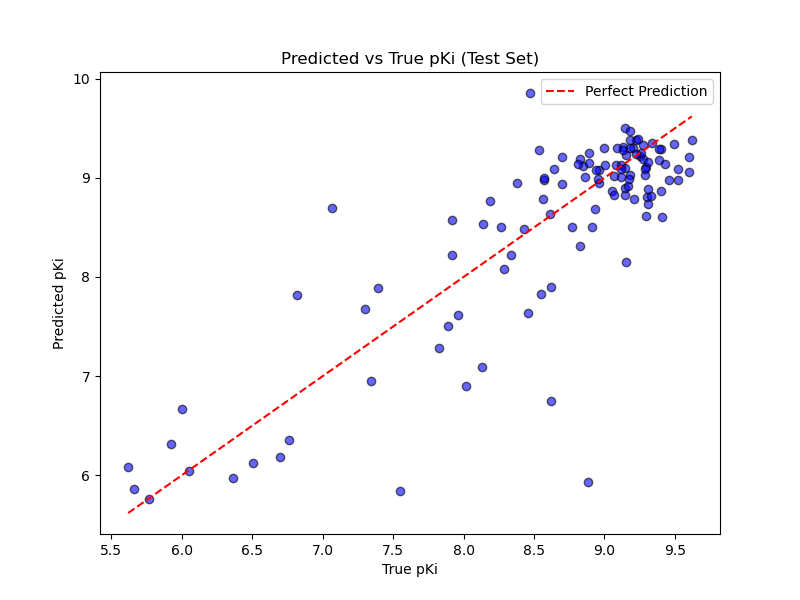 Predicted vs True pKi (Test Set)
Perfect Prediction
Predicted pKi
10
9
8
7
6
5.5 6.0 6.5 7.0 7.5 8.0 8.5 9.0 9.5
True pKi